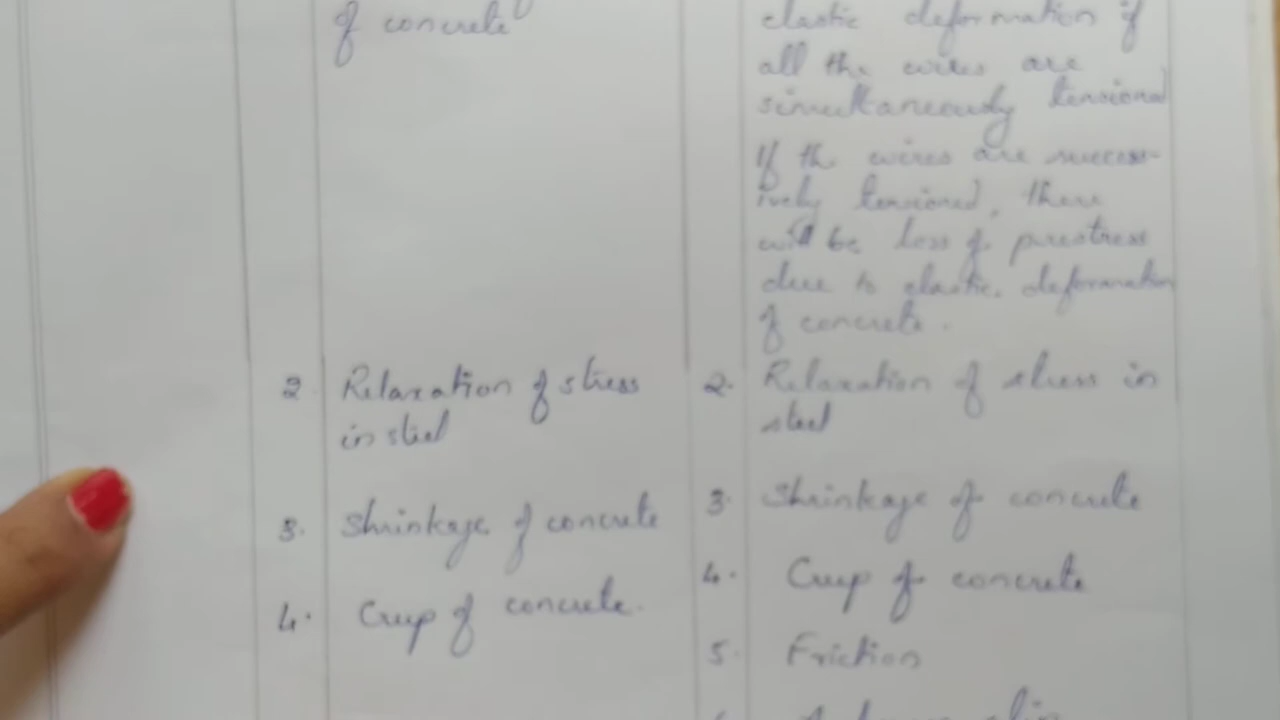 of concrete
2 Relaxation of stress
in steel
3. Shrinkage of concrete
4. Creep of concrete.
elastic deformation if
all the wires are
simultaneously tensioned
If the wires are success-
ively tensioned, there
will be loss of prestress
due to elastic. deformation
of concrete.
2. Relaxation of stress in
steel
3. Shrinkage of concrete
4. Creep of concrete
5. Friction